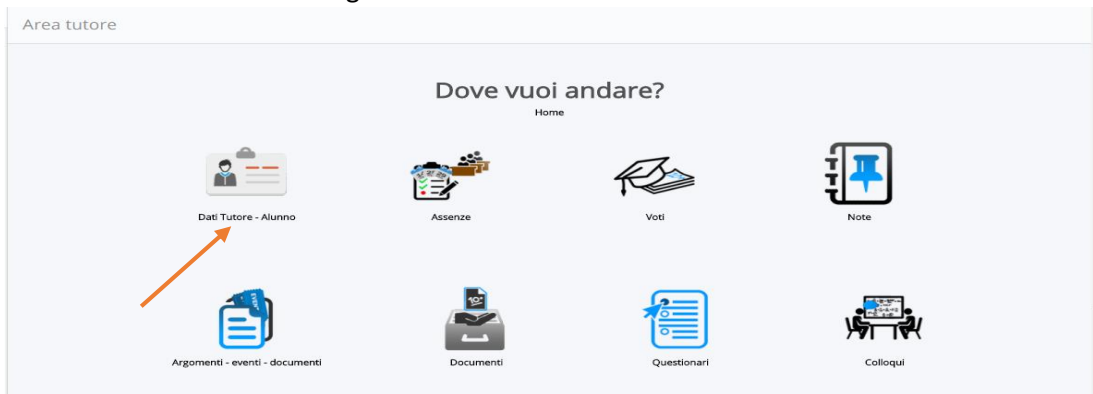 Area tutore
Dove vuoi andare?
Home
Dati Tutore - Alunno
Assenze
Voti
Note
Argomenti - eventi - documenti
Documenti
Questionari
Colloqui